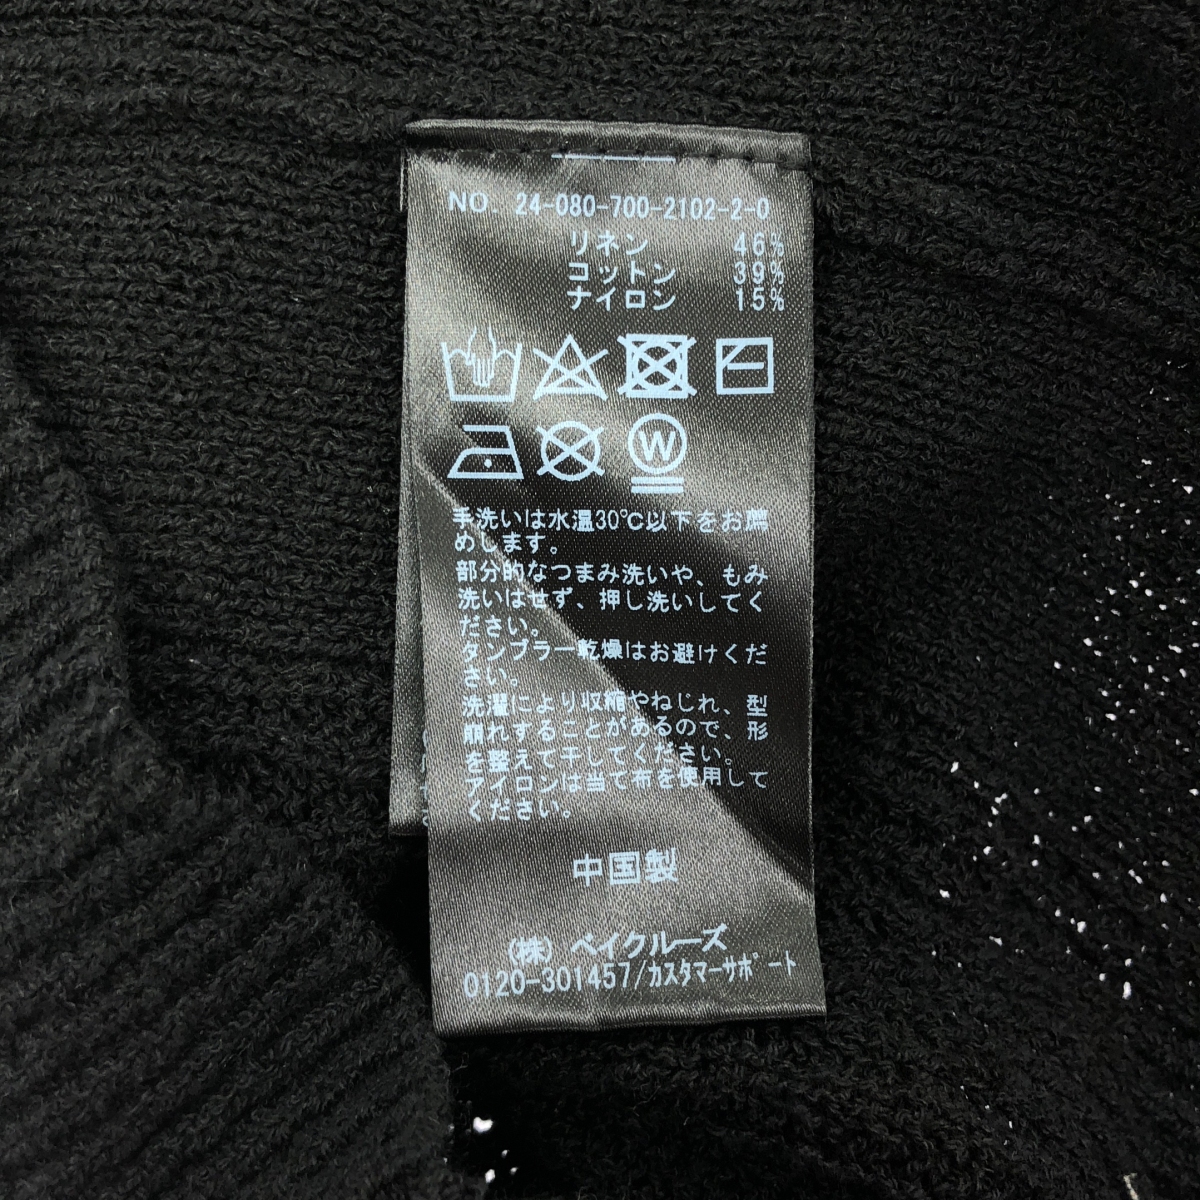 NO. 24-080-700-2102-2-0
リネン 46%
コットン 39%
ナイロン 15%
W
手洗いは水温30℃以下をお薦
めします。
部分的なつまみ洗いや、もみ
洗いはせず、押し洗いしてく
ださい。
タンブラー乾燥はお避けくだ
さい。
洗濯により収縮やねじれ、型
崩れすることがあるので、形
を整えて干してください。
アイロンは当て布を使用して
ください。
中国製
(株) ベイクルーズ
0120-301457/カスタマーサポート